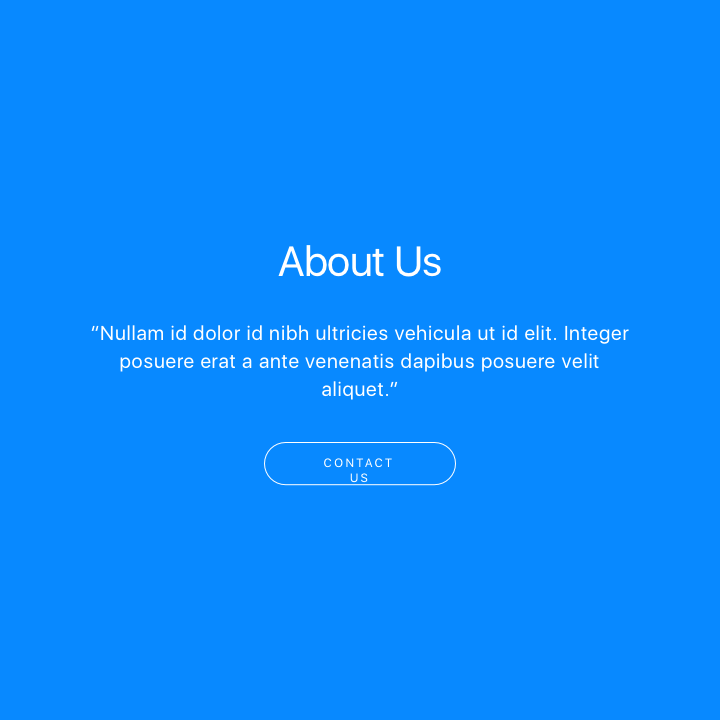 About Us
“Nullam id dolor id nibh ultricies vehicula ut id elit. Integer
posuere erat a ante venenatis dapibus posuere velit
aliquet.”
CONTACT
US